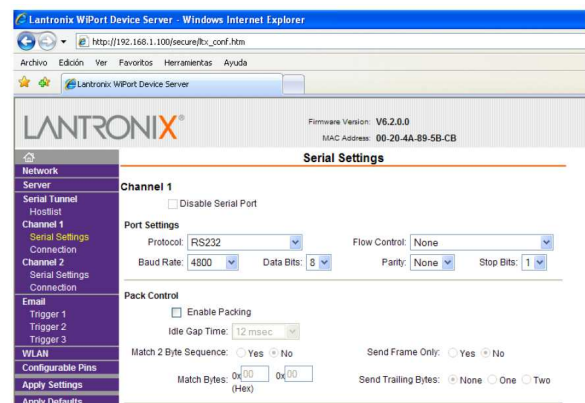 Lantronix WiPort Device Server - Windows Internet Explorer
http://192.168.1.100/secure/ltx_conf.htm
Archivo Edición Ver Favoritos Herramientas Ayuda
Lantronix WiPort Device Server
LANTRONIX®
Firmware Version: V6.2.0.0
MAC Address: 00-20-4A-89-5B-CB
Serial Settings
Network
Server
Serial Tunnel
Hostlist
Channel 1
Serial Settings
Connection
Channel 2
Serial Settings
Connection
Email
Trigger 1
Trigger 2
Trigger 3
WLAN
Configurable Pins
Apply Settings
Apply Defaults
Channel 1
Disable Serial Port
Port Settings
Protocol: RS232 Flow Control: None
Baud Rate: 4800 Data Bits: 8 Parity: None Stop Bits: 1
Pack Control
Enable Packing
Idle Gap Time: 12 msec
Match 2 Byte Sequence: Yes No Send Frame Only: Yes No
Match Bytes: 0x 00 0x 00 Send Trailing Bytes: None One Two
(Hex)